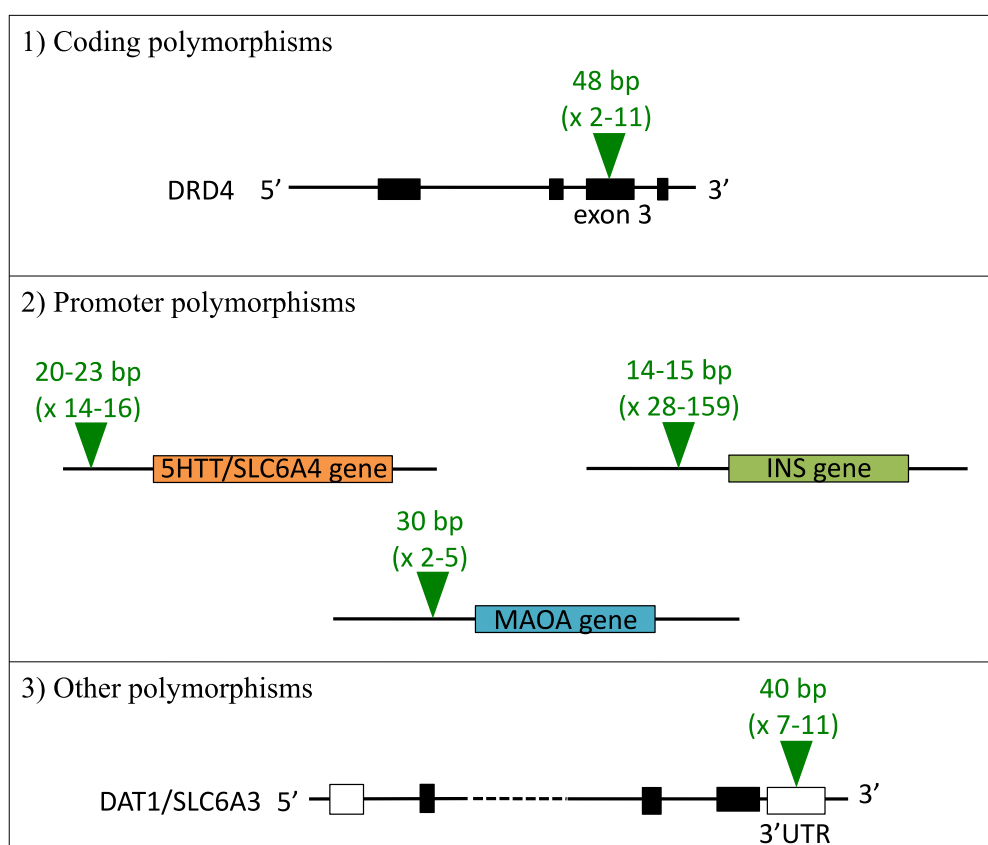 1) Coding polymorphisms
48 bp
(x 2-11)
DRD4 5’ 3’
exon 3
2) Promoter polymorphisms
20-23 bp
(x 14-16)
5HTT/SLC6A4 gene
14-15 bp
(x 28-159)
INS gene
30 bp
(x 2-5)
MAOA gene
3) Other polymorphisms
40 bp
(x 7-11)
DAT1/SLC6A3 5’ 3’
3’UTR